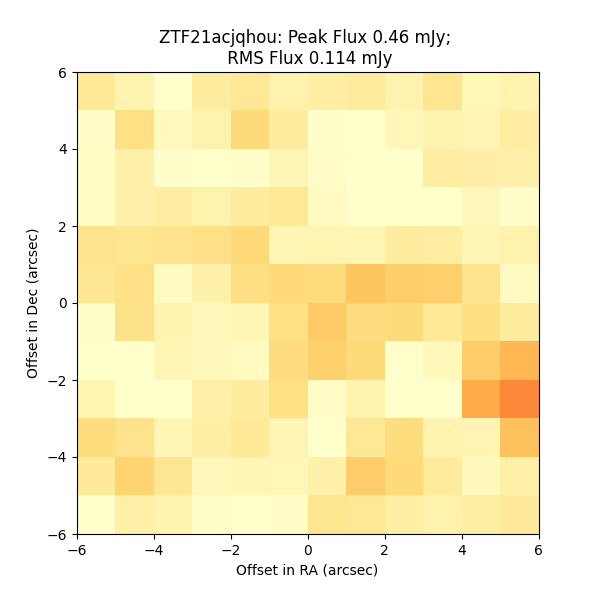 ZTF21acjqhou: Peak Flux 0.46 mJy;
RMS Flux 0.114 mJy
6
4
2
0
−2
−4
−6
Offset in Dec (arcsec)
−6 −4 −2 0 2 4 6
Offset in RA (arcsec)